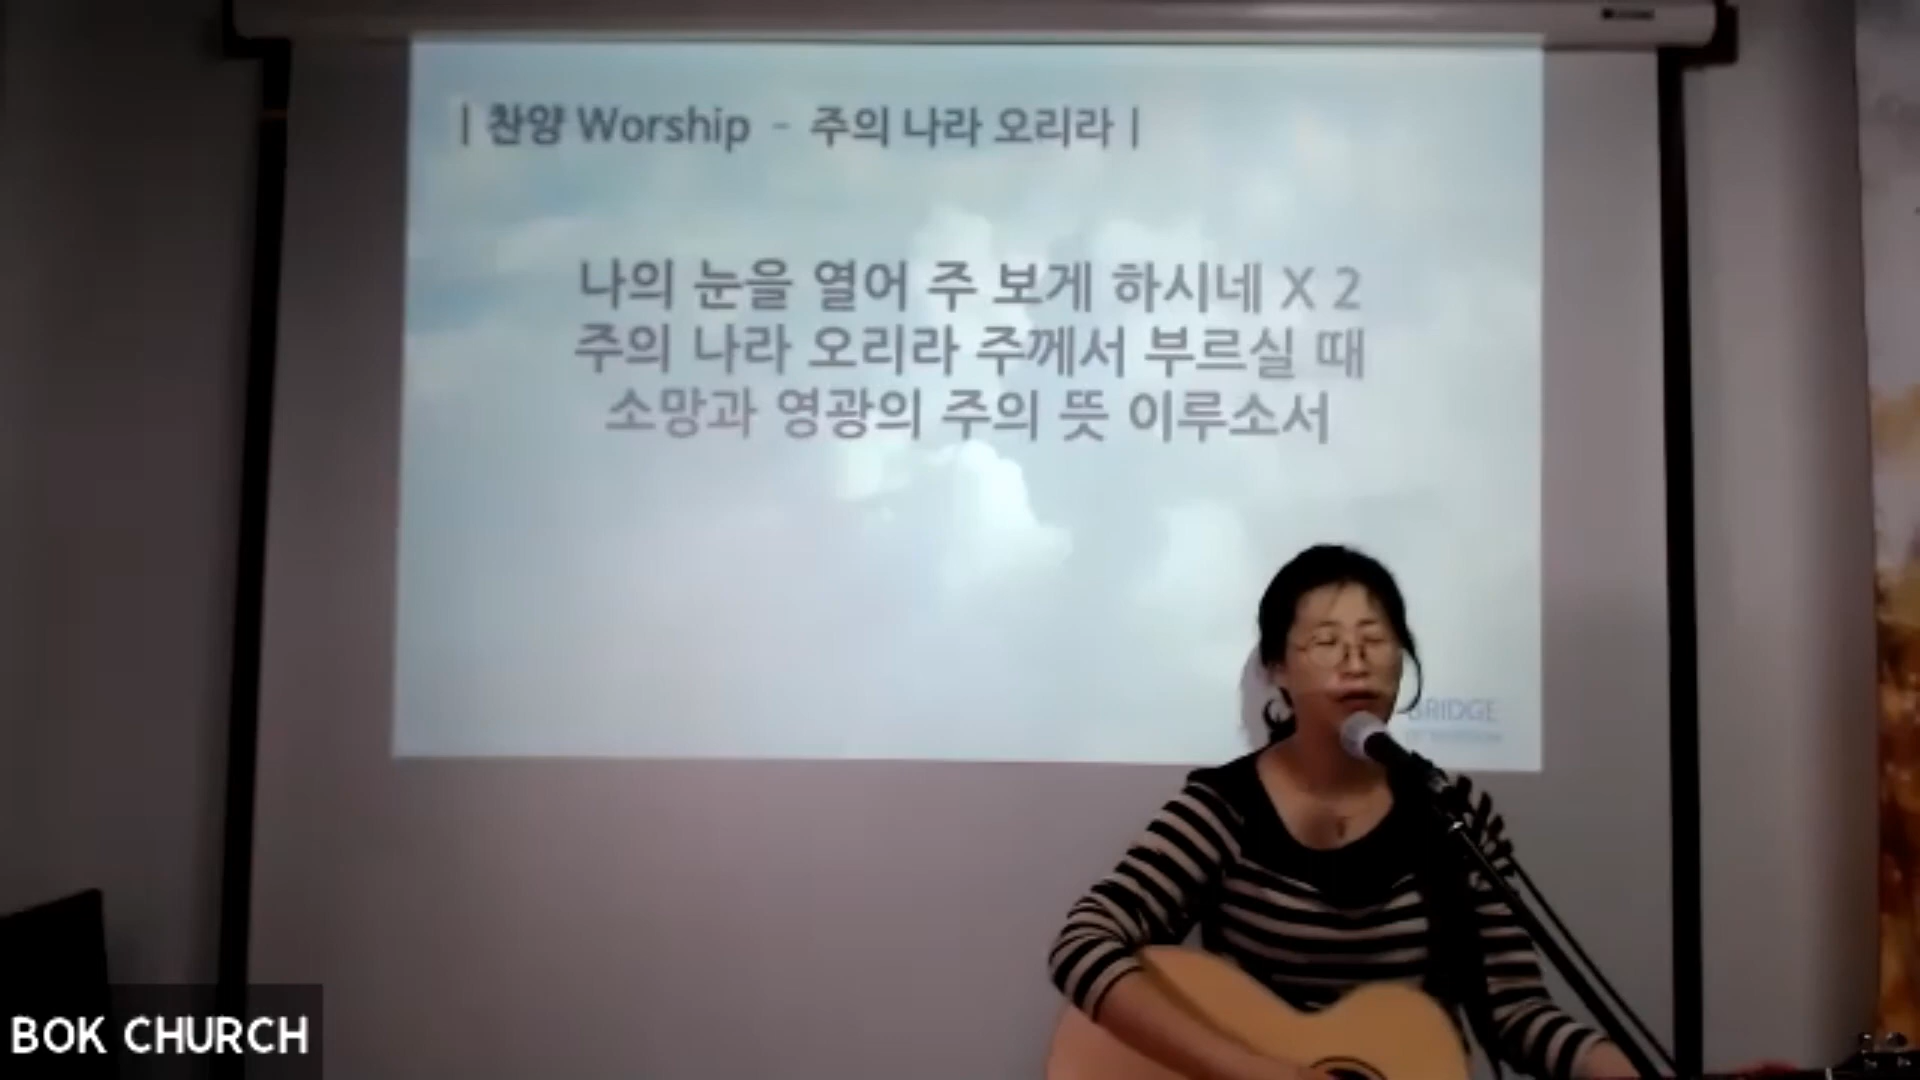 | 찬양 Worship - 주의 나라 오리라 |
나의 눈을 열어 주 보게 하시네 X 2
주의 나라 오리라 주께서 부르실 때
소망과 영광의 주의 뜻 이루소서
BRIDGE
BOK CHURCH